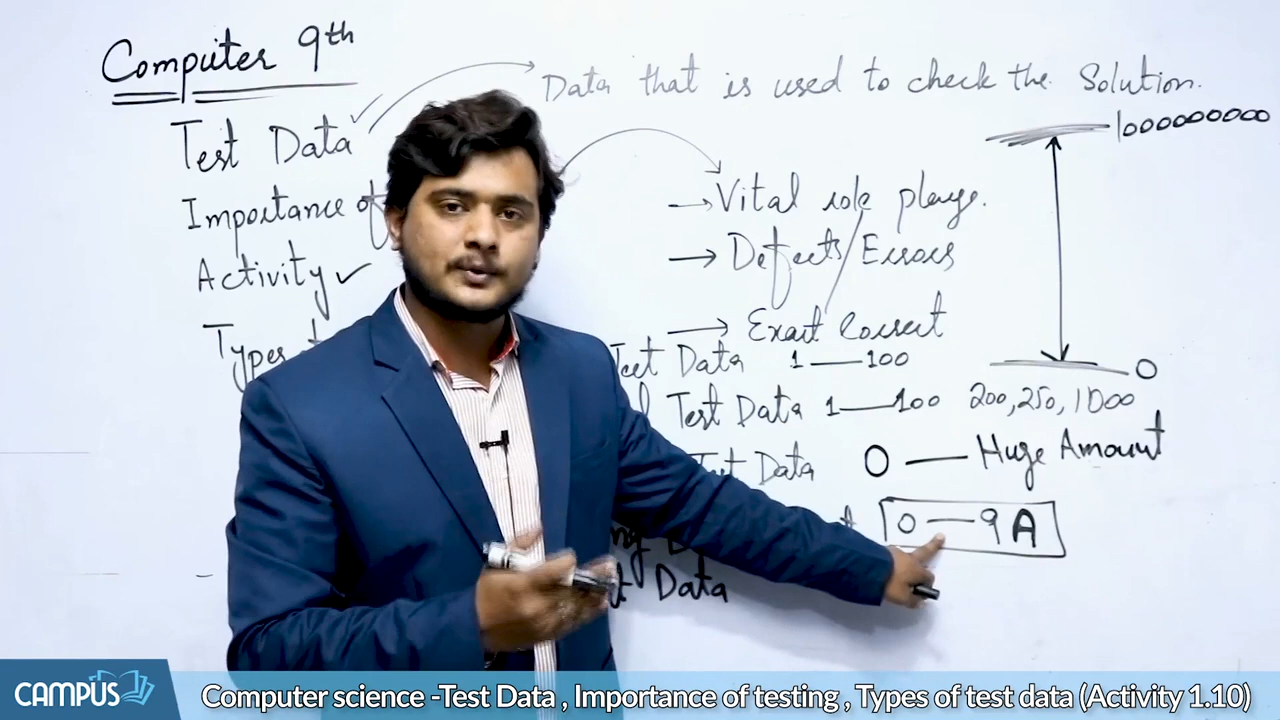 Computer 9th
Data that is used to check the Solution.
Test Data
1000000000
Importance of
→ Vital role plays.
Activity ✓
→ Defects/Errors
→ Exact Correct
Types
Test Data 1—100
0
Test Data 1—100 200, 250, 1000
Test Data 0 — Huge Amount
0—9 A
Data
CAMPUS
Computer science -Test Data , Importance of testing , Types of test data (Activity 1.10)